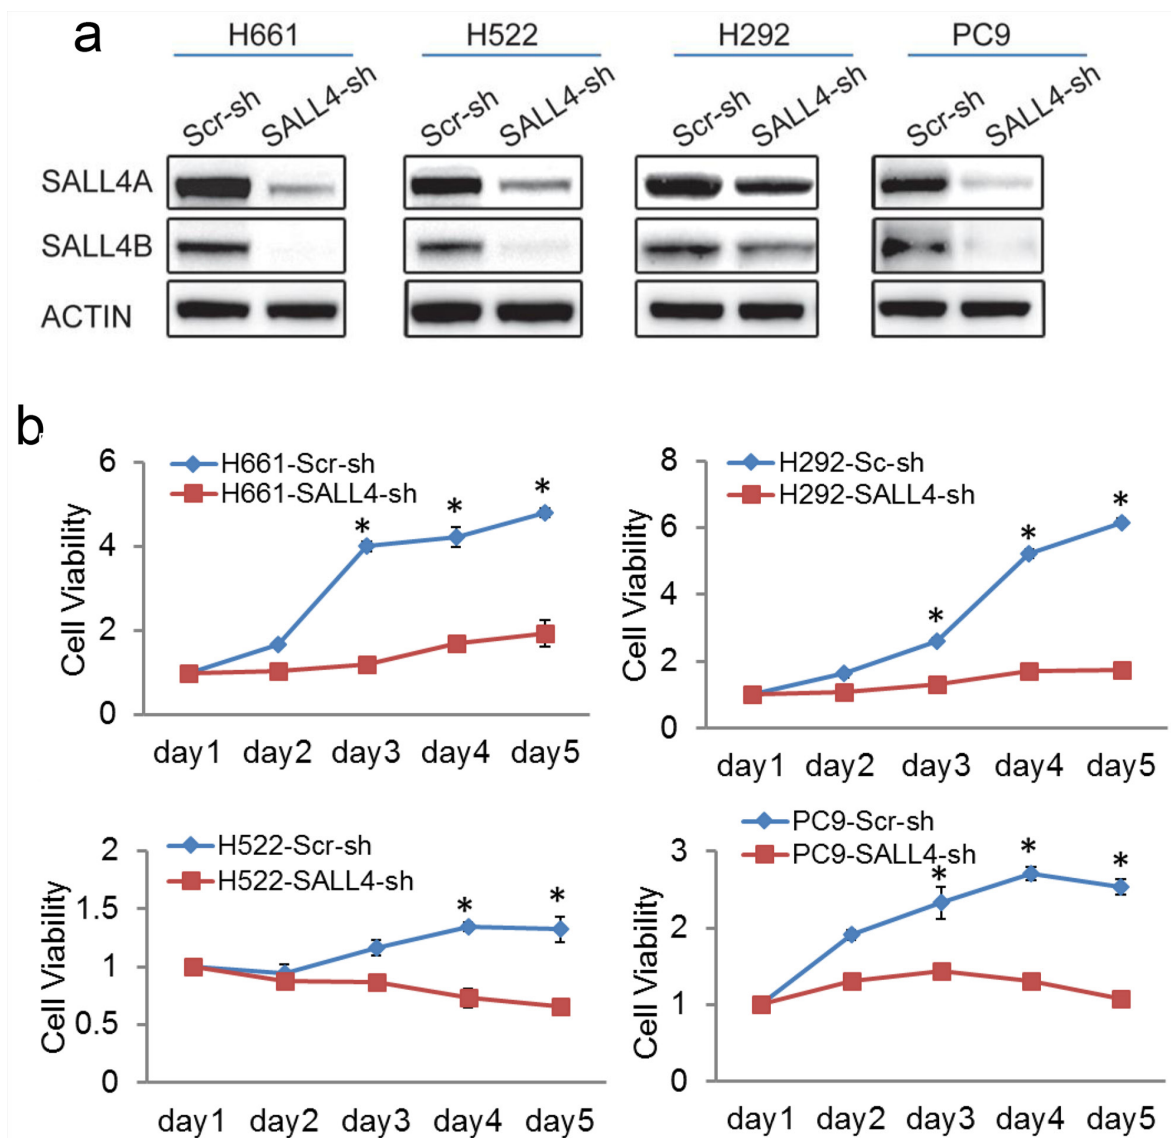 a
H661 H522 H292 PC9
Scr-sh SALL4-sh Scr-sh SALL4-sh Scr-sh SALL4-sh Scr-sh SALL4-sh
SALL4A
SALL4B
ACTIN
b
H661-Scr-sh
H661-SALL4-sh
6
4
2
0
Cell Viability
* * *
day1 day2 day3 day4 day5
H292-Sc-sh
H292-SALL4-sh
8
6
4
2
0
Cell Viability
* * *
day1 day2 day3 day4 day5
H522-Scr-sh
H522-SALL4-sh
2
1.5
1
0.5
0
Cell Viability
* *
day1 day2 day3 day4 day5
PC9-Scr-sh
PC9-SALL4-sh
3
2
1
0
Cell Viability
* * *
day1 day2 day3 day4 day5